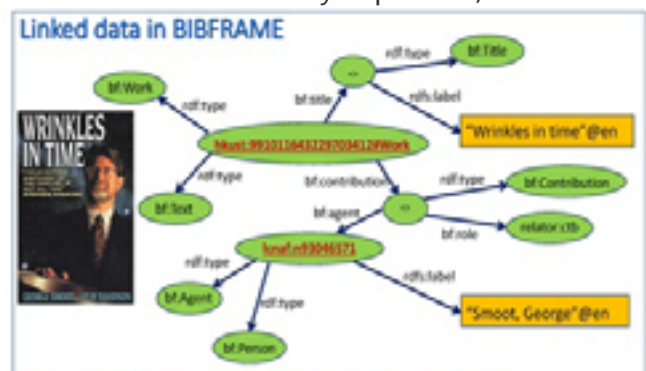 Linked data in BIBFRAME
rdf:type
bf:Title
<>
bf:Work
rdf:type
bf:title
rdfs:label
WRINKLES
IN TIME
"Wrinkles in time"@en
rdf:type
bf:contribution
rdf:type
bf:Contribution
bf:Text
bf:agent
<>
bf:role
relator:ctb
rdf:type
rdfs:label
bf:Agent
rdf:type
"Smoot, George"@en
bf:Person